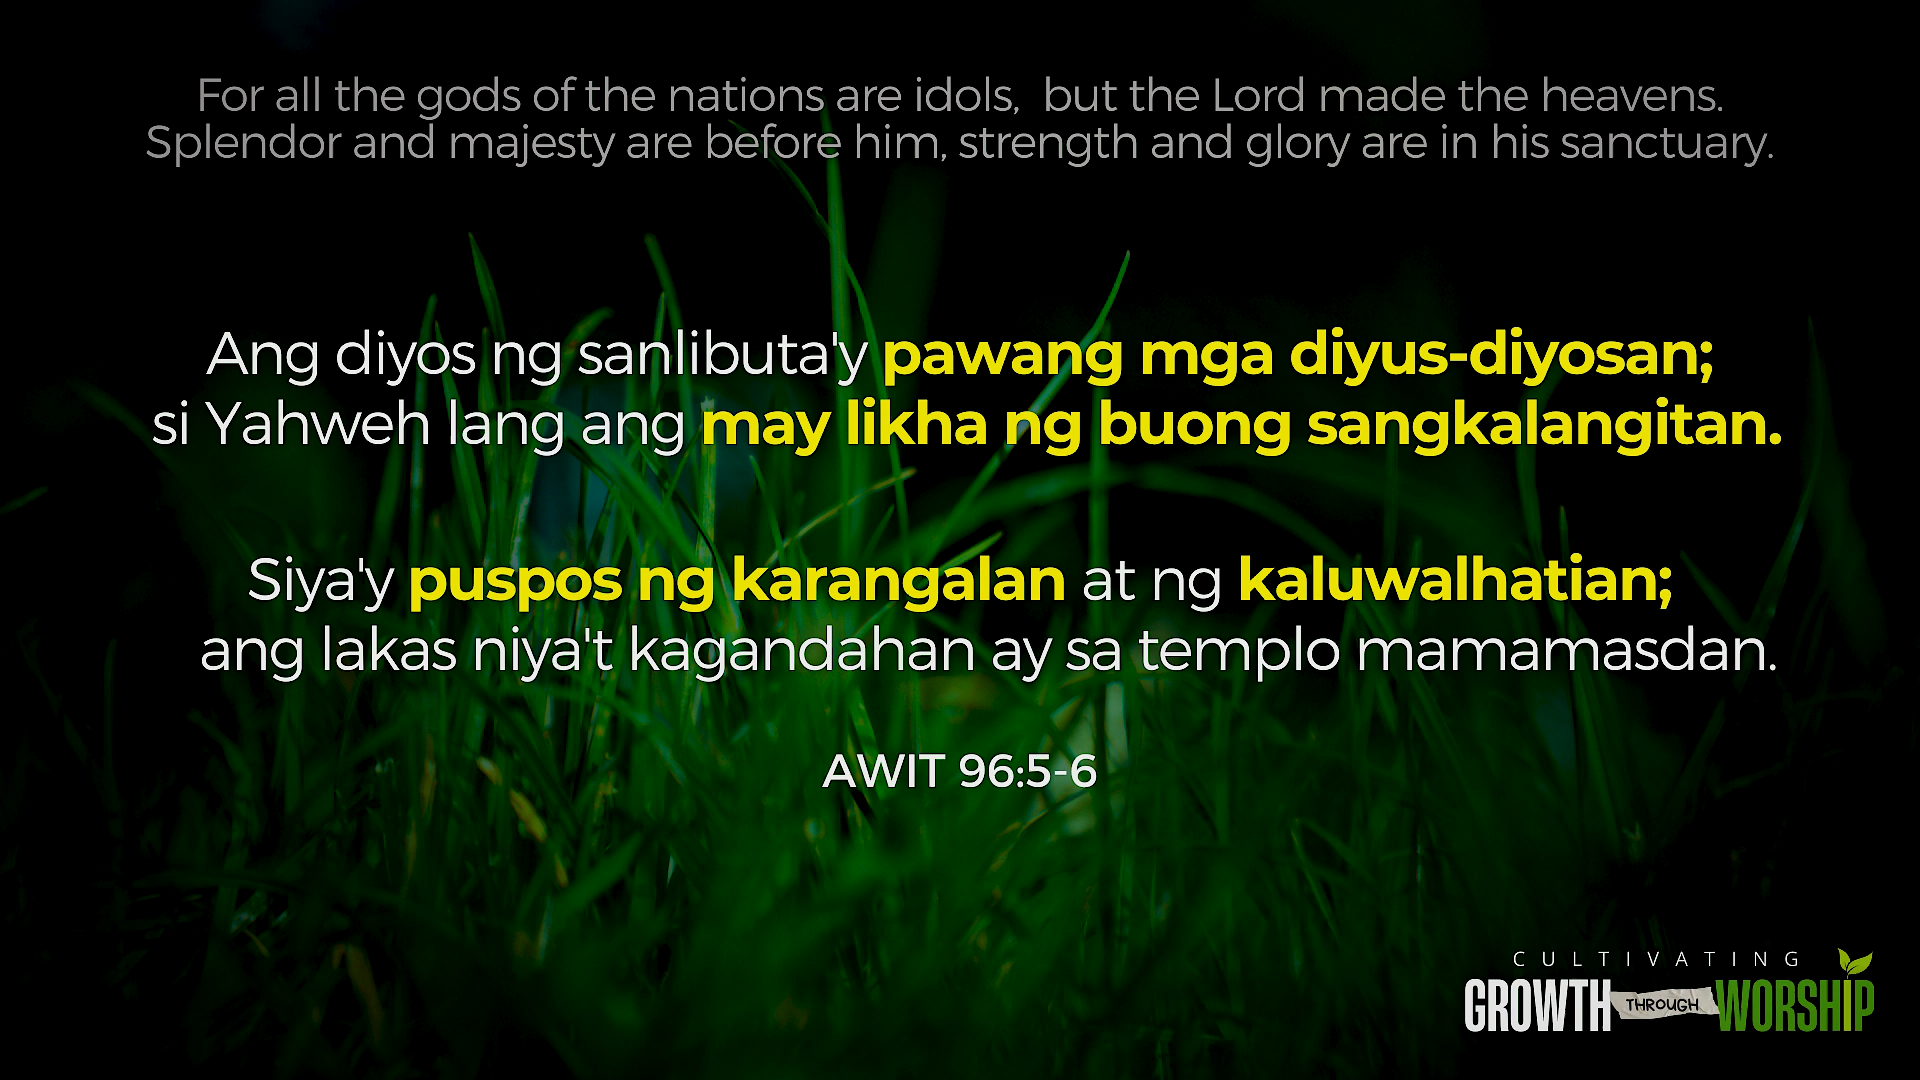 For all the gods of the nations are idols,  but the Lord made the heavens.
Splendor and majesty are before him, strength and glory are in his sanctuary.
Ang diyos ng sanlibuta'y pawang mga diyus-diyosan;
si Yahweh lang ang may likha ng buong sangkalangitan.
Siya'y puspos ng karangalan at ng kaluwalhatian;
ang lakas niya't kagandahan ay sa templo mamamasdan.
AWIT 96:5-6
CULTIVATING
GROWTH THROUGH WORSHIP